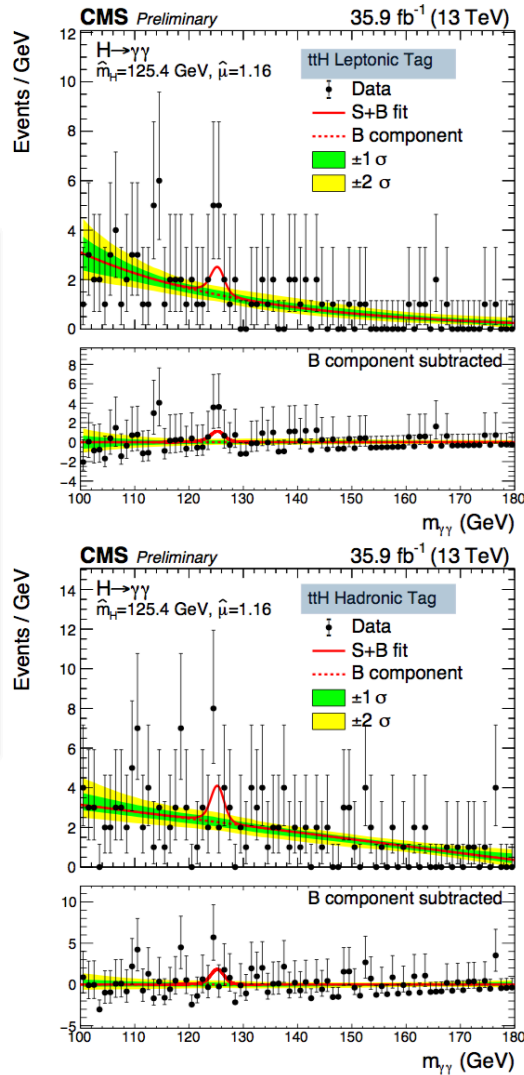 CMS Preliminary 35.9 fb⁻¹ (13 TeV)
H→γγ
m̂_H=125.4 GeV, μ̂=1.16
ttH Leptonic Tag
Data
S+B fit
B component
±1 σ
±2 σ
Events / GeV
12
10
8
6
4
2
0
B component subtracted
8
6
4
2
0
−2
−4
100 110 120 130 140 150 160 170 180
m_γγ (GeV)
CMS Preliminary 35.9 fb⁻¹ (13 TeV)
H→γγ
m̂_H=125.4 GeV, μ̂=1.16
ttH Hadronic Tag
Data
S+B fit
B component
±1 σ
±2 σ
Events / GeV
14
12
10
8
6
4
2
0
B component subtracted
10
5
0
−5
100 110 120 130 140 150 160 170 180
m_γγ (GeV)